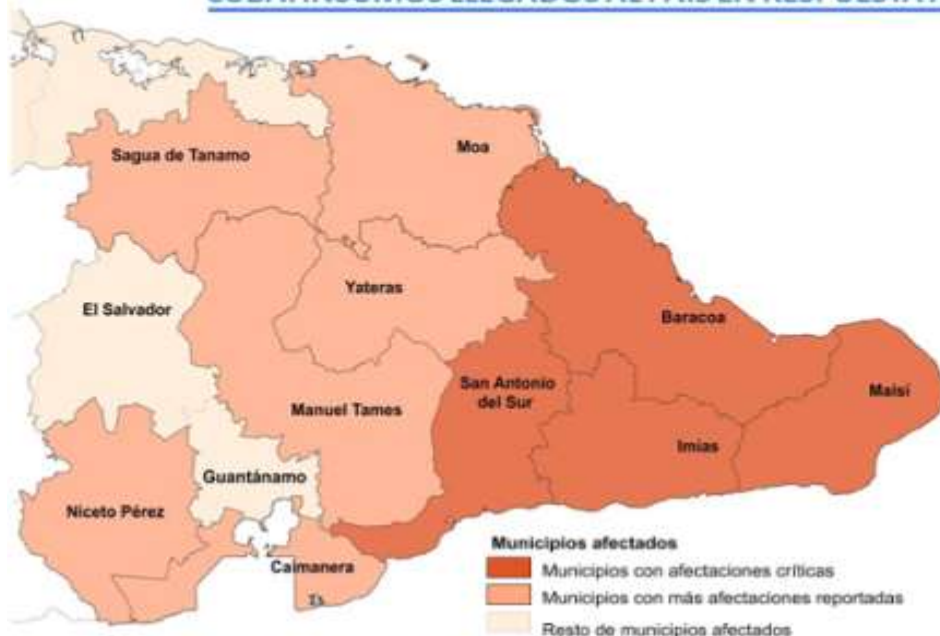 Sagua de Tanamo
Moa
El Salvador
Yateras
Baracoa
San Antonio
del Sur
Maisí
Manuel Tames
Imías
Guantánamo
Niceto Pérez
Caimanera
Municipios afectados
Municipios con afectaciones críticas
Municipios con más afectaciones reportadas
Resto de municipios afectados